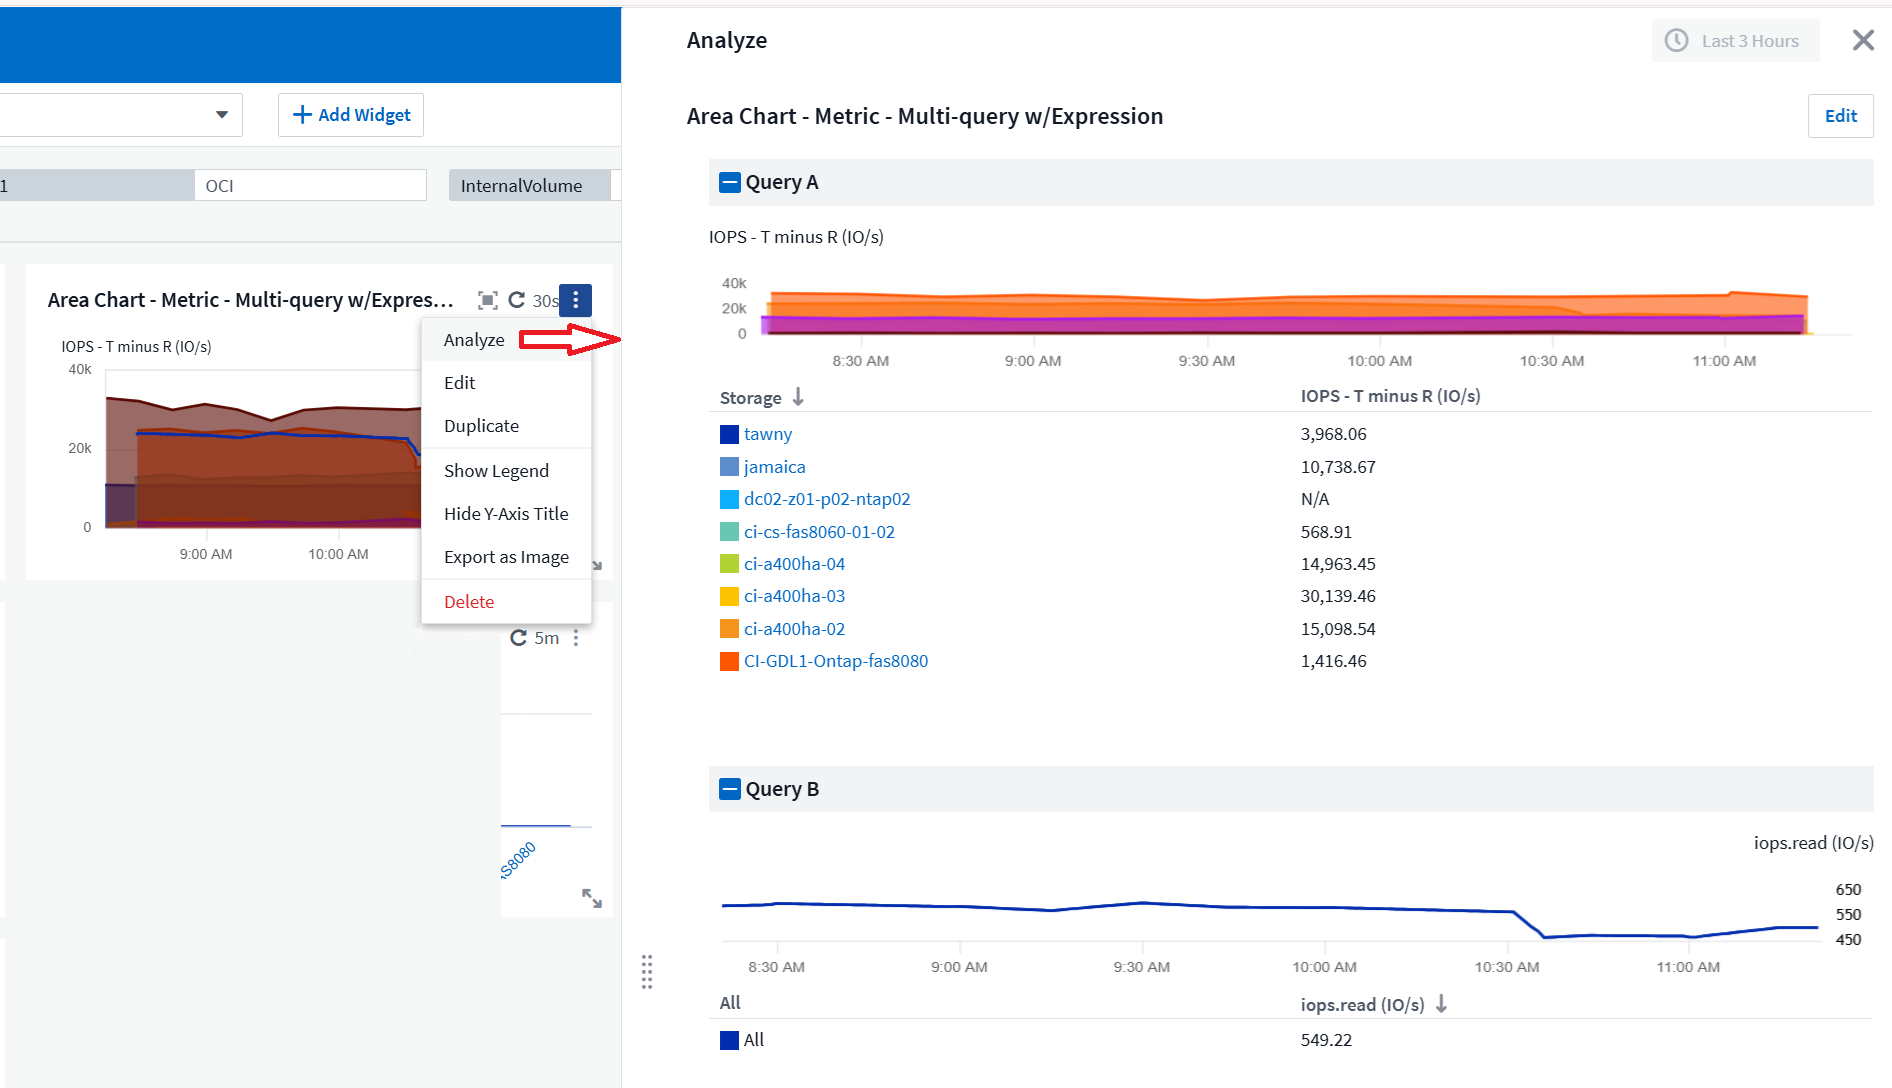 Add Widget
1
OCI
InternalVolume
Area Chart - Metric - Multi-query w/Expres...
30s
IOPS - T minus R (IO/s)
40k
20k
0
9:00 AM
10:00 AM
Analyze
Edit
Duplicate
Show Legend
Hide Y-Axis Title
Export as Image
Delete
5m
S8080
Analyze
Last 3 Hours
Area Chart - Metric - Multi-query w/Expression
Edit
Query A
IOPS - T minus R (IO/s)
40k
20k
0
8:30 AM
9:00 AM
9:30 AM
10:00 AM
10:30 AM
11:00 AM
Storage
IOPS - T minus R (IO/s)
tawny
3,968.06
jamaica
10,738.67
dc02-z01-p02-ntap02
N/A
ci-cs-fas8060-01-02
568.91
ci-a400ha-04
14,963.45
ci-a400ha-03
30,139.46
ci-a400ha-02
15,098.54
CI-GDL1-Ontap-fas8080
1,416.46
Query B
iops.read (IO/s)
650
550
450
8:30 AM
9:00 AM
9:30 AM
10:00 AM
10:30 AM
11:00 AM
All
iops.read (IO/s)
All
549.22